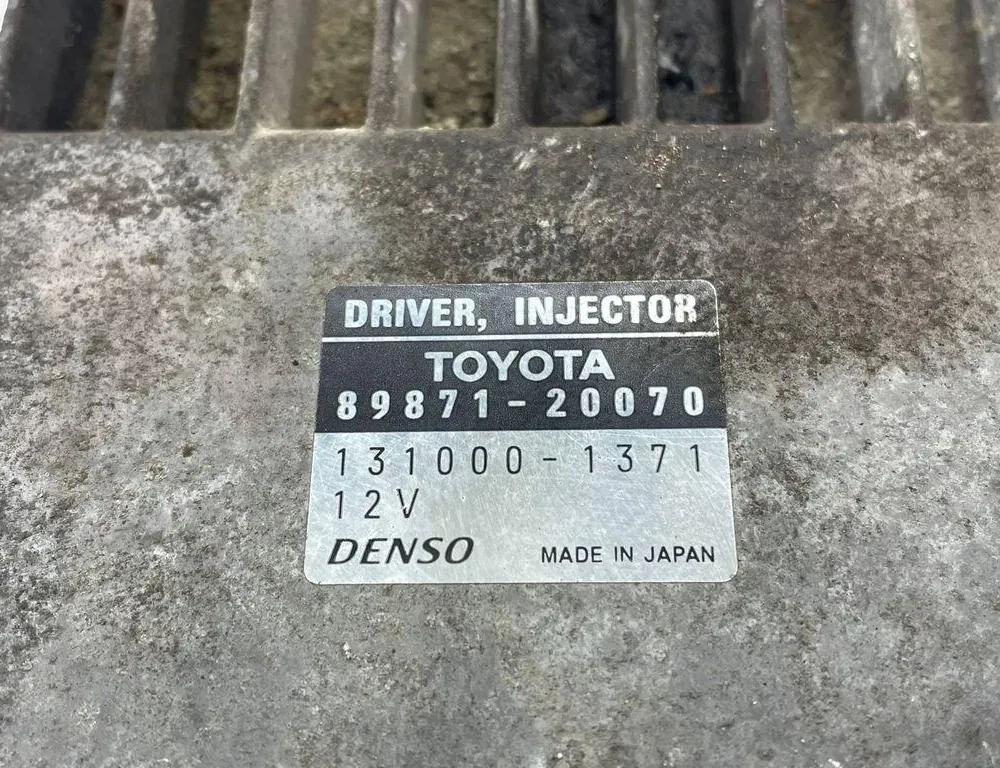 DRIVER, INJECTOR
TOYOTA
89871-20070
131000-1371
12V
DENSO MADE IN JAPAN